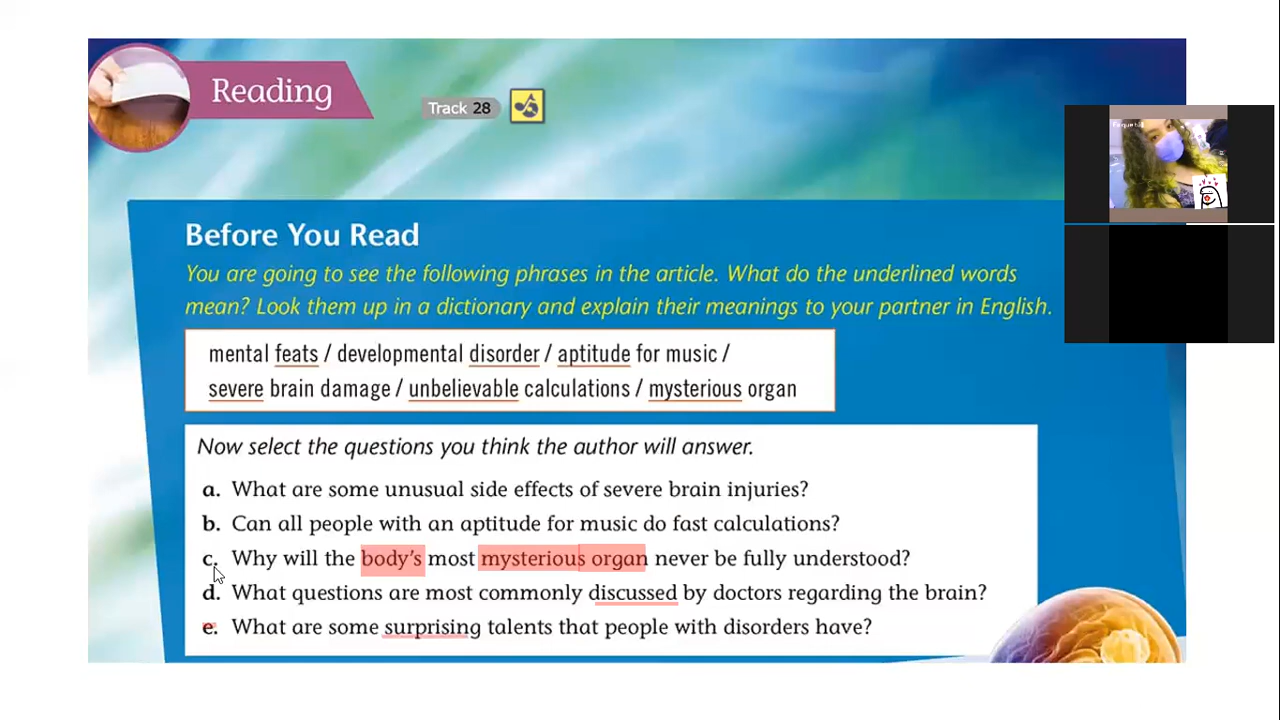 Reading
Track 28
Before You Read
You are going to see the following phrases in the article. What do the underlined words
mean? Look them up in a dictionary and explain their meanings to your partner in English.
mental feats / developmental disorder / aptitude for music /
severe brain damage / unbelievable calculations / mysterious organ
Now select the questions you think the author will answer.
a. What are some unusual side effects of severe brain injuries?
b. Can all people with an aptitude for music do fast calculations?
c. Why will the body's most mysterious organ never be fully understood?
d. What questions are most commonly discussed by doctors regarding the brain?
e. What are some surprising talents that people with disorders have?